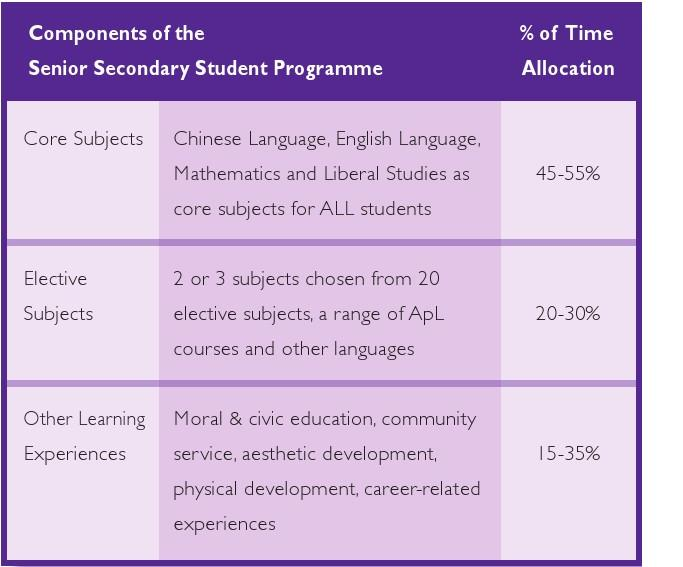 Components of the
Senior Secondary Student Programme
% of Time
Allocation
Core Subjects
Chinese Language, English Language,
Mathematics and Liberal Studies as
core subjects for ALL students
45-55%
Elective
Subjects
2 or 3 subjects chosen from 20
elective subjects, a range of ApL
courses and other languages
20-30%
Other Learning
Experiences
Moral & civic education, community
service, aesthetic development,
physical development, career-related
experiences
15-35%